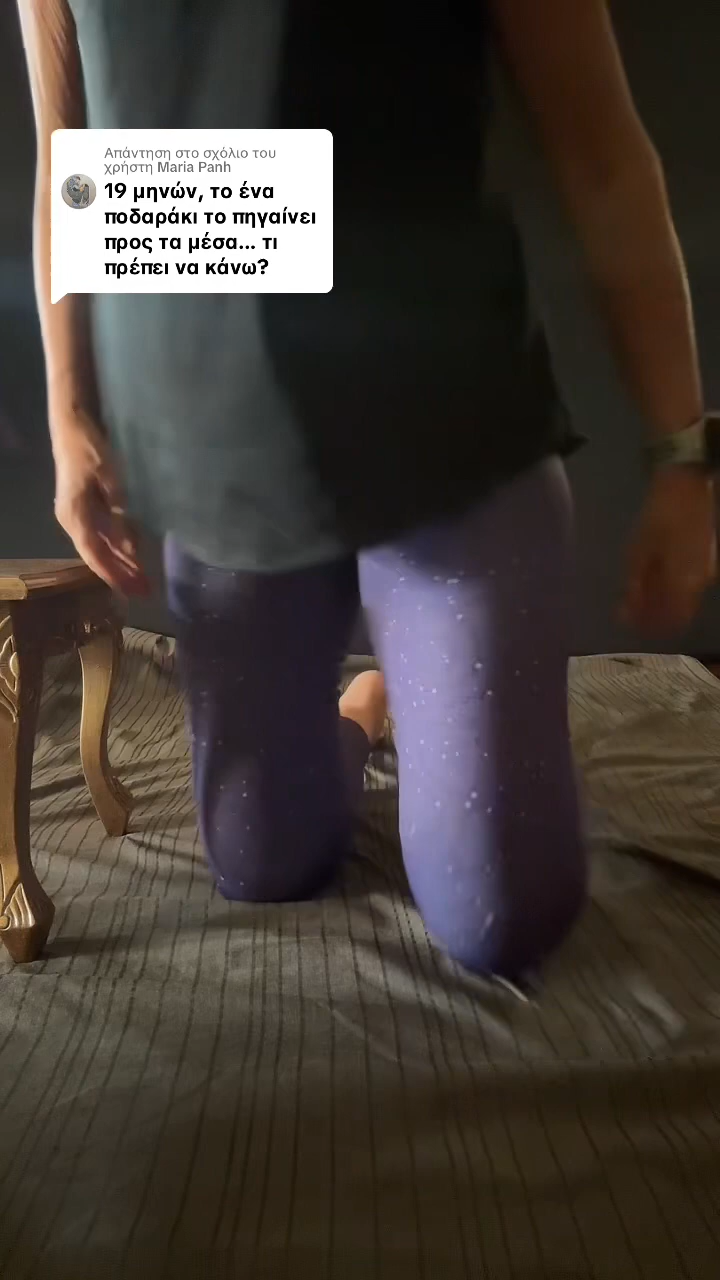 Απάντηση στο σχόλιο του
χρήστη Maria Panh
19 μηνών, το ένα
ποδαράκι το πηγαίνει
προς τα μέσα... τι
πρέπει να κάνω?